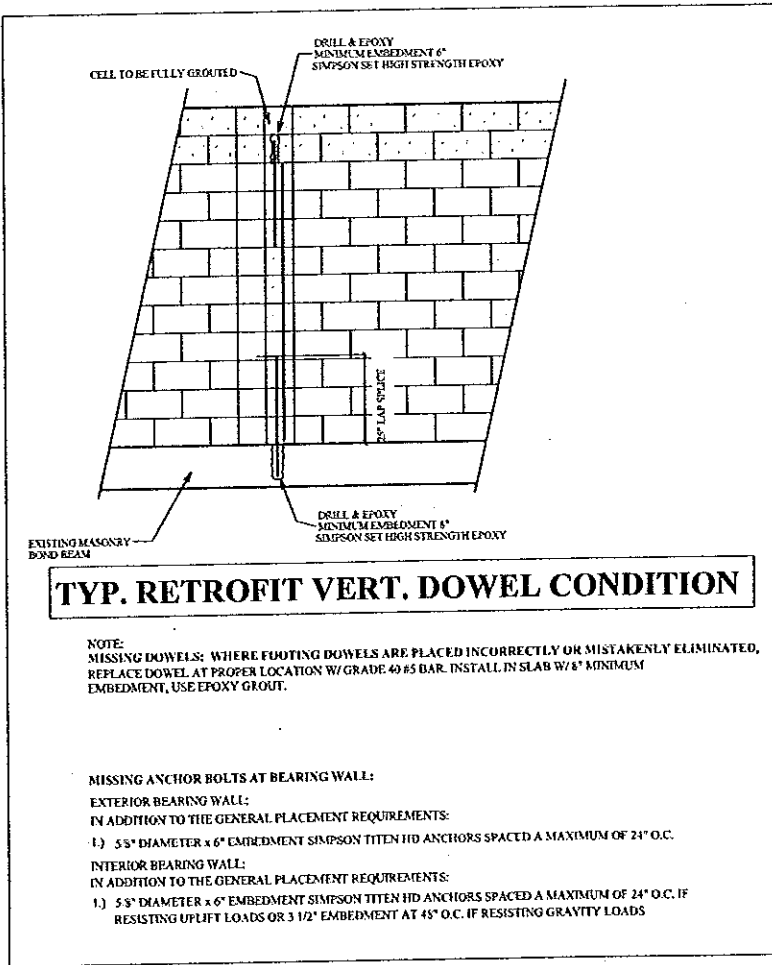 DRILL & EPOXY
MINIMUM EMBEDMENT 6"
SIMPSON SET HIGH STRENGTH EPOXY
CELL TO BE FULLY GROUTED
25" LAP SPLICE
DRILL & EPOXY
MINIMUM EMBEDMENT 6"
SIMPSON SET HIGH STRENGTH EPOXY
EXISTING MASONRY
BOND BEAM
TYP. RETROFIT VERT. DOWEL CONDITION
NOTE:
MISSING DOWELS: WHERE FOOTING DOWELS ARE PLACED INCORRECTLY OR MISTAKENLY ELIMINATED,
REPLACE DOWEL AT PROPER LOCATION W/ GRADE 40 #5 BAR. INSTALL IN SLAB W/ 8" MINIMUM
EMBEDMENT, USE EPOXY GROUT.
MISSING ANCHOR BOLTS AT BEARING WALL:
EXTERIOR BEARING WALL:
IN ADDITION TO THE GENERAL PLACEMENT REQUIREMENTS:
1.) 5/8" DIAMETER x 6" EMBEDMENT SIMPSON TITEN HD ANCHORS SPACED A MAXIMUM OF 24" O.C.
INTERIOR BEARING WALL:
IN ADDITION TO THE GENERAL PLACEMENT REQUIREMENTS:
1.) 5/8" DIAMETER x 6" EMBEDMENT SIMPSON TITEN HD ANCHORS SPACED A MAXIMUM OF 24" O.C. IF
RESISTING UPLIFT LOADS OR 3 1/2" EMBEDMENT AT 48" O.C. IF RESISTING GRAVITY LOADS